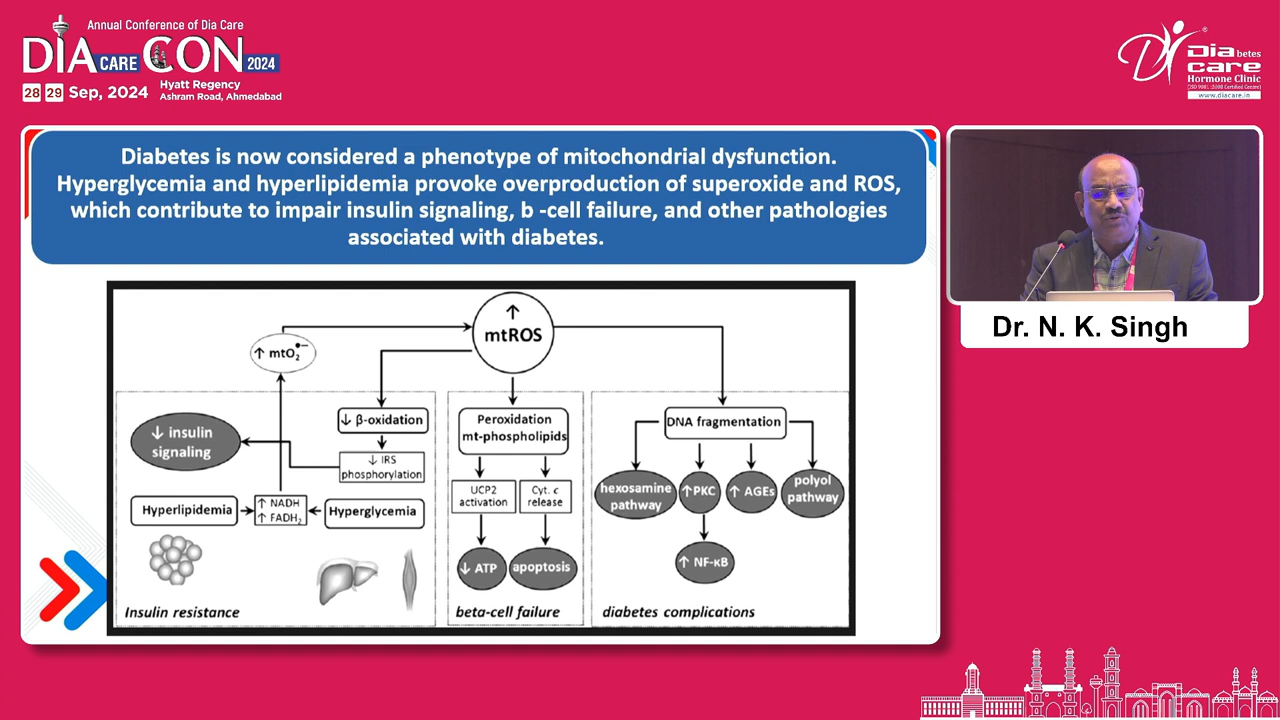 Annual Conference of Dia Care
DIA CARE CON 2024
28 29 Sep, 2024
Hyatt Regency
Ashram Road, Ahmedabad
Diabetes
care
Hormone Clinic
(ISO 9001 :2008 Certified Centre)
www.diacare.in
Diabetes is now considered a phenotype of mitochondrial dysfunction.
Hyperglycemia and hyperlipidemia provoke overproduction of superoxide and ROS,
which contribute to impair insulin signaling, b -cell failure, and other pathologies
associated with diabetes.
↑
mtROS
↑ mtO₂•–
↓ insulin
signaling
↓ β-oxidation
↓ IRS
phosphorylation
Hyperlipidemia
↑ NADH
↑ FADH₂
Hyperglycemia
Insulin resistance
Peroxidation
mt-phospholipids
UCP2
activation
Cyt. c
release
↓ ATP
apoptosis
beta-cell failure
DNA fragmentation
hexosamine
pathway
↑PKC
↑ AGEs
polyol
pathway
↑ NF-κB
diabetes complications
Dr. N. K. Singh